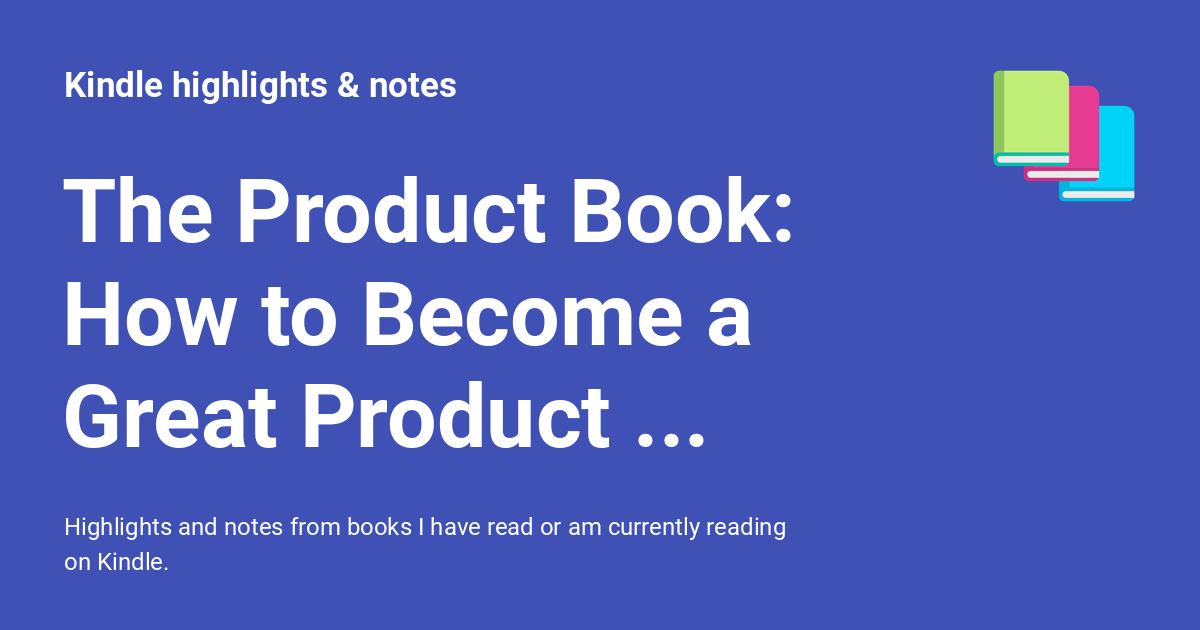 Kindle highlights & notes
The Product Book:
How to Become a
Great Product ...
Highlights and notes from books I have read or am currently reading
on Kindle.